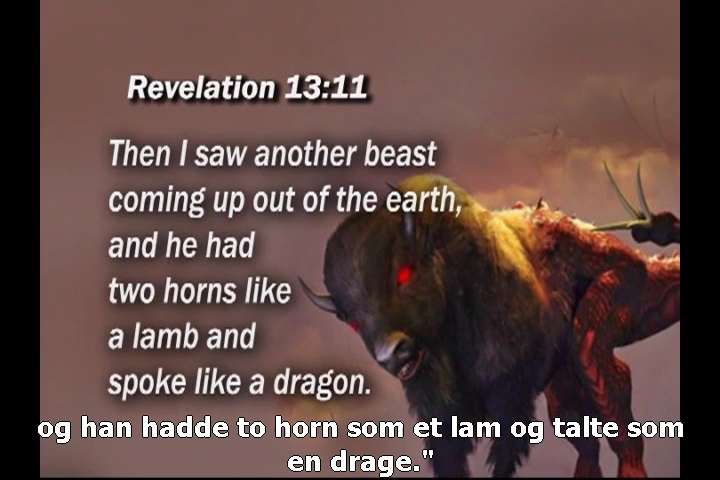 Revelation 13:11
Then I saw another beast
coming up out of the earth,
and he had
two horns like
a lamb and
spoke like a dragon.
og han hadde to horn som et lam og talte som
en drage."